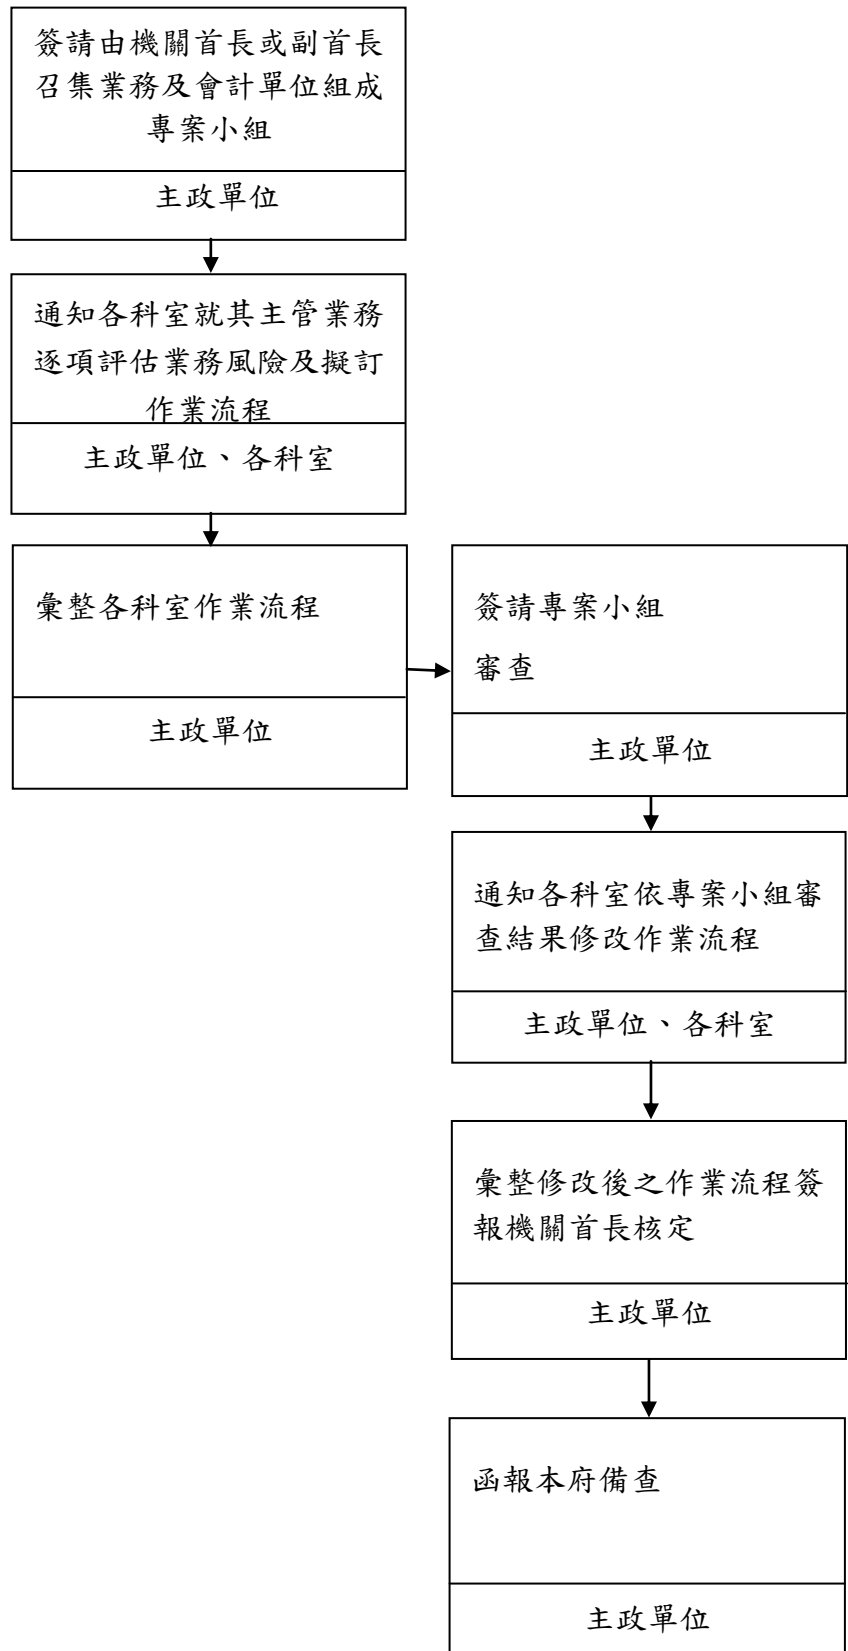 簽請由機關首長或副首長
召集業務及會計單位組成
專案小組
主政單位
通知各科室就其主管業務
逐項評估業務風險及擬訂
作業流程
主政單位、各科室
彙整各科室作業流程
主政單位
簽請專案小組
審查
主政單位
通知各科室依專案小組審
查結果修改作業流程
主政單位、各科室
彙整修改後之作業流程簽
報機關首長核定
主政單位
函報本府備查
主政單位